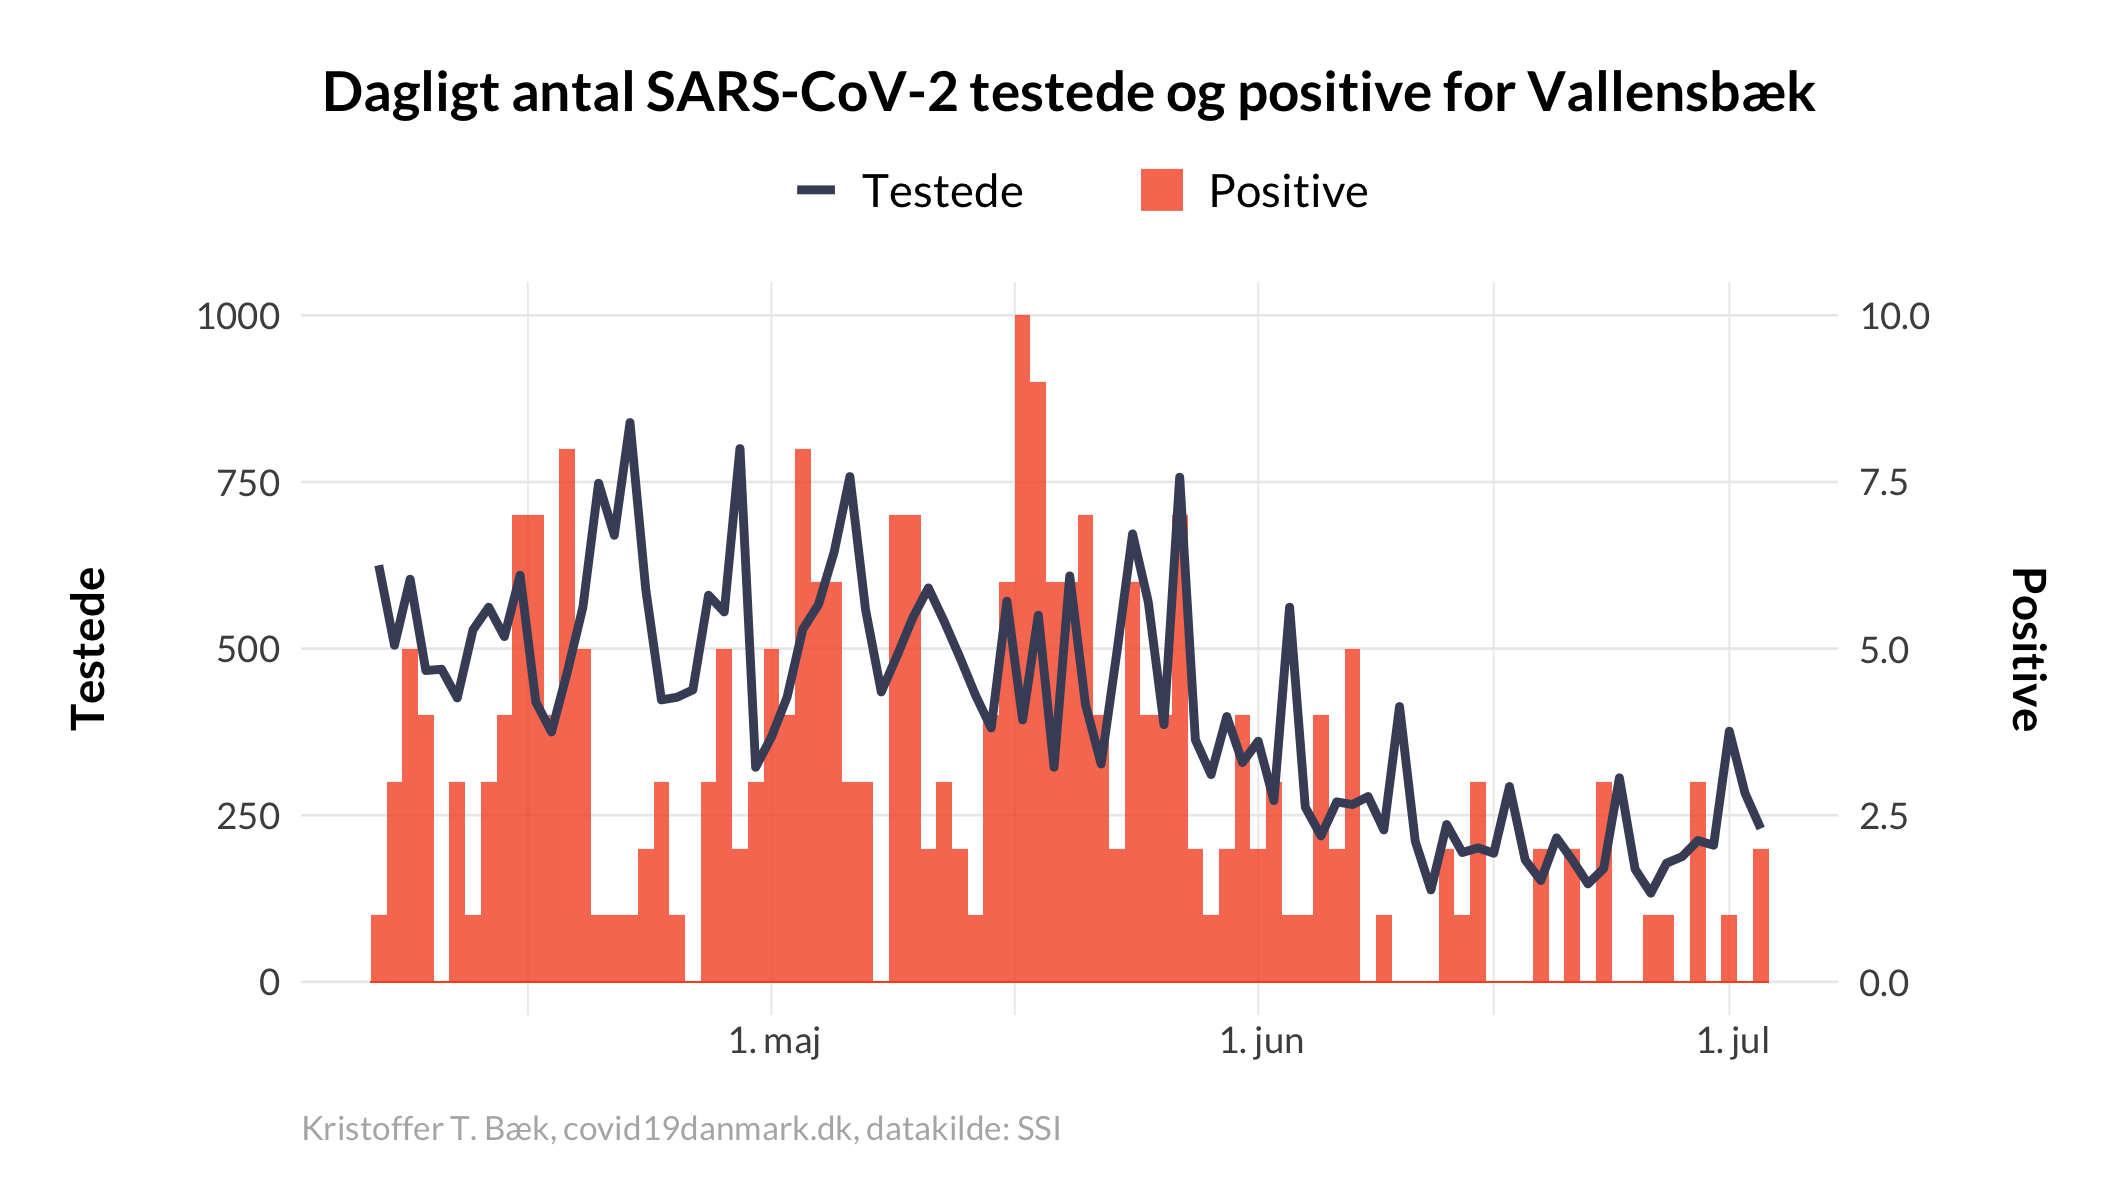 Dagligt antal SARS-CoV-2 testede og positive for Vallensbæk
Testede Positive
1000 10.0
750 7.5
500 5.0
250 2.5
0 0.0
Testede
Positive
1. maj 1. jun 1. jul
Kristoffer T. Bæk, covid19danmark.dk, datakilde: SSI